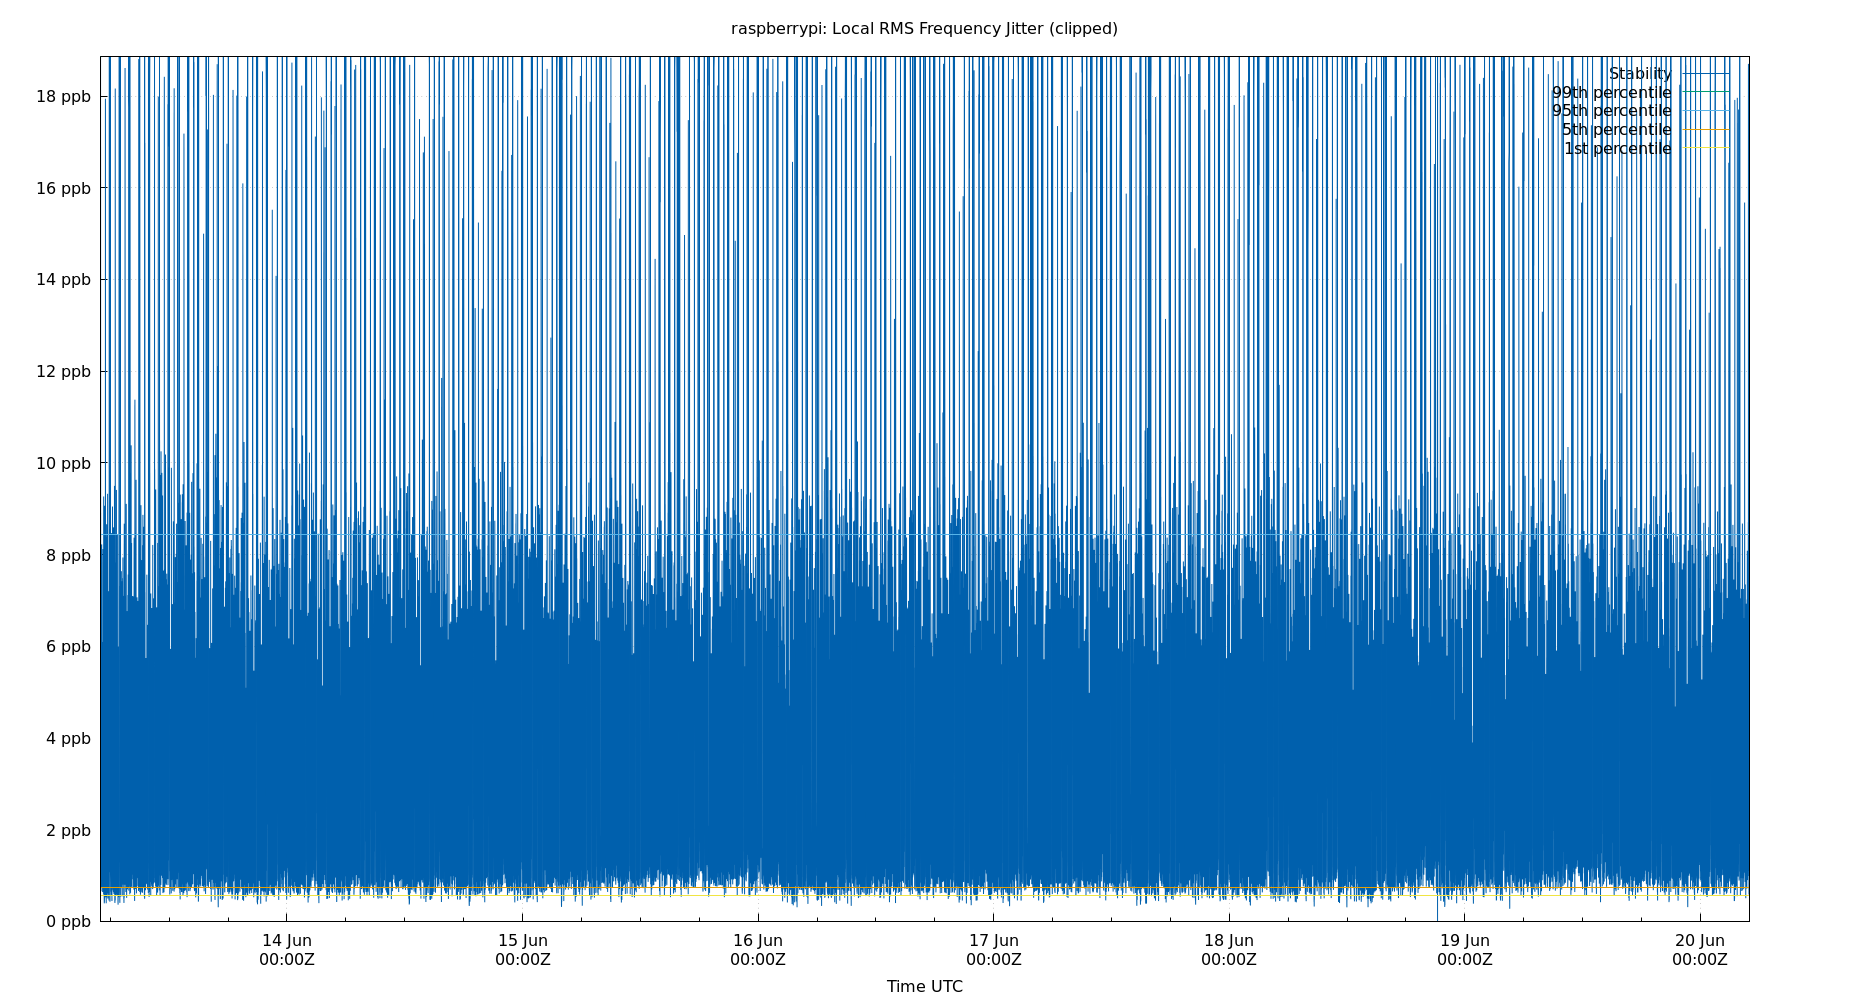 raspberrypi: Local RMS Frequency Jitter (clipped)
Stability
99th percentile
95th percentile
5th percentile
1st percentile
18 ppb
16 ppb
14 ppb
12 ppb
10 ppb
8 ppb
6 ppb
4 ppb
2 ppb
0 ppb
14 Jun 15 Jun 16 Jun 17 Jun 18 Jun 19 Jun 20 Jun
00:00Z 00:00Z 00:00Z 00:00Z 00:00Z 00:00Z 00:00Z
Time UTC